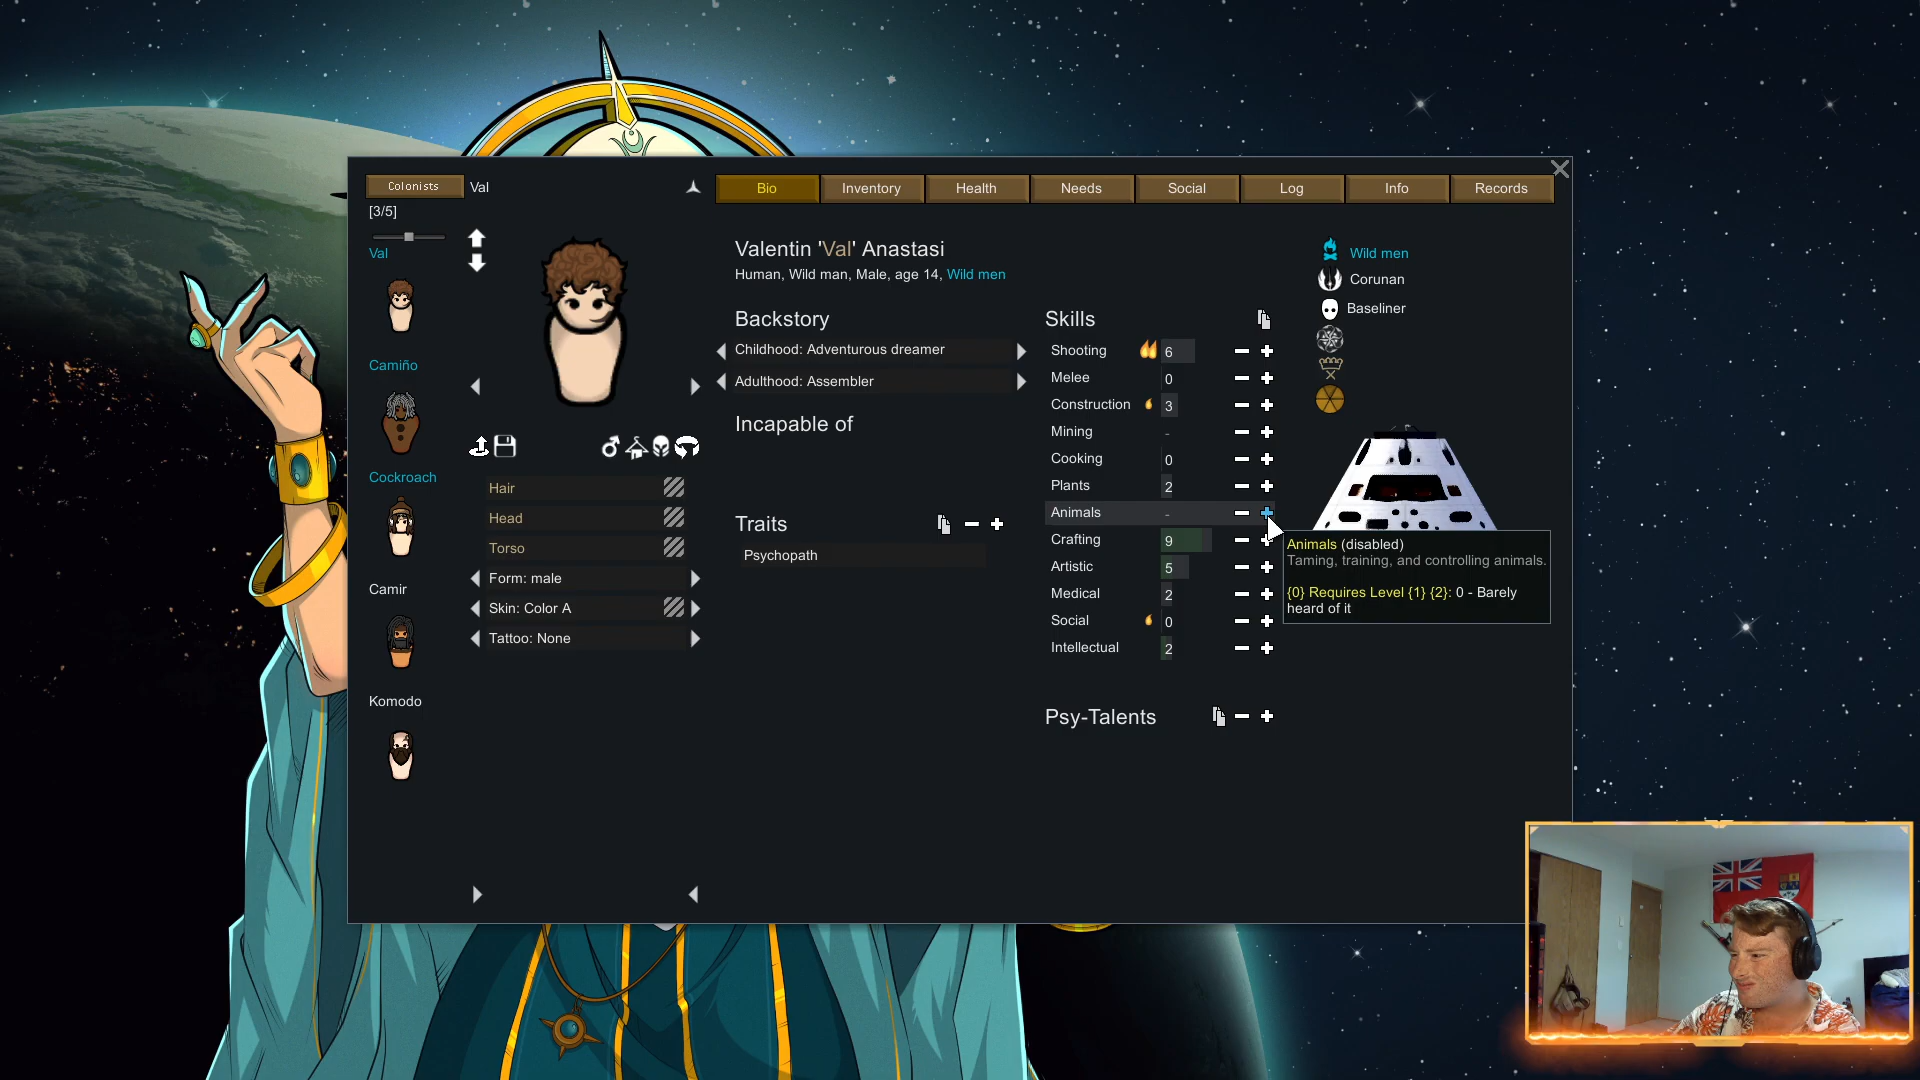 Colonists
Val
Bio
Inventory
Health
Needs
Social
Log
Info
Records
[3/5]
Val
Camiño
Cockroach
Camir
Komodo
Valentin 'Val' Anastasi
Human, Wild man, Male, age 14, Wild men
Backstory
Childhood: Adventurous dreamer
Adulthood: Assembler
Incapable of
Traits
Psychopath
Hair
Head
Torso
Form: male
Skin: Color A
Tattoo: None
Skills
Shooting 6
Melee 0
Construction 3
Mining -
Cooking 0
Plants 2
Animals -
Crafting 9
Artistic 5
Medical 2
Social 0
Intellectual 2
Psy-Talents
Wild men
Corunan
Baseliner
Animals (disabled)
Taming, training, and controlling animals.
{0} Requires Level {1} {2}: 0 - Barely
heard of it